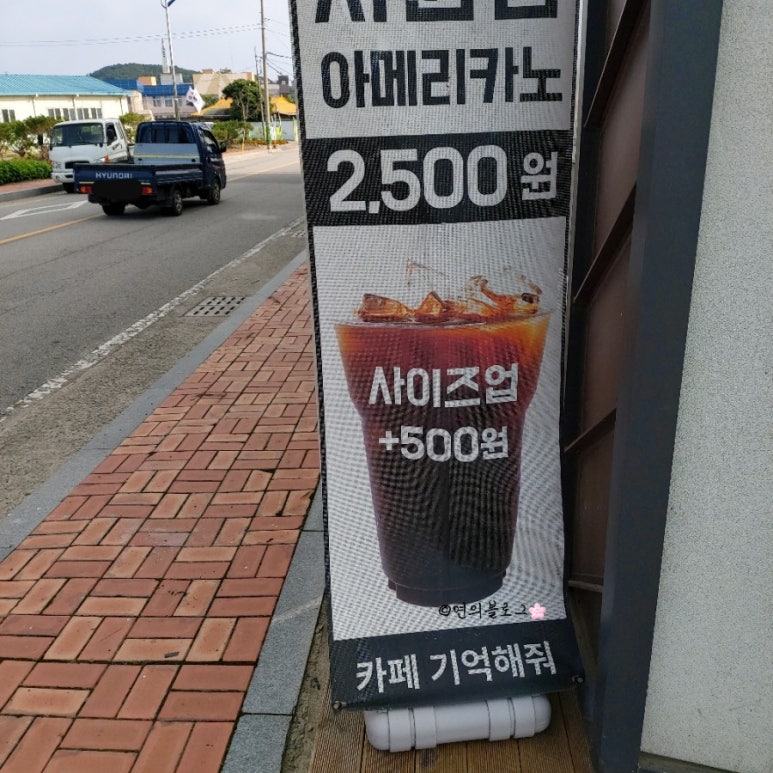 아메리카노
2,500 원
사이즈업
+500원
©연의블로그
카페 기억해줘
HYUNDAI